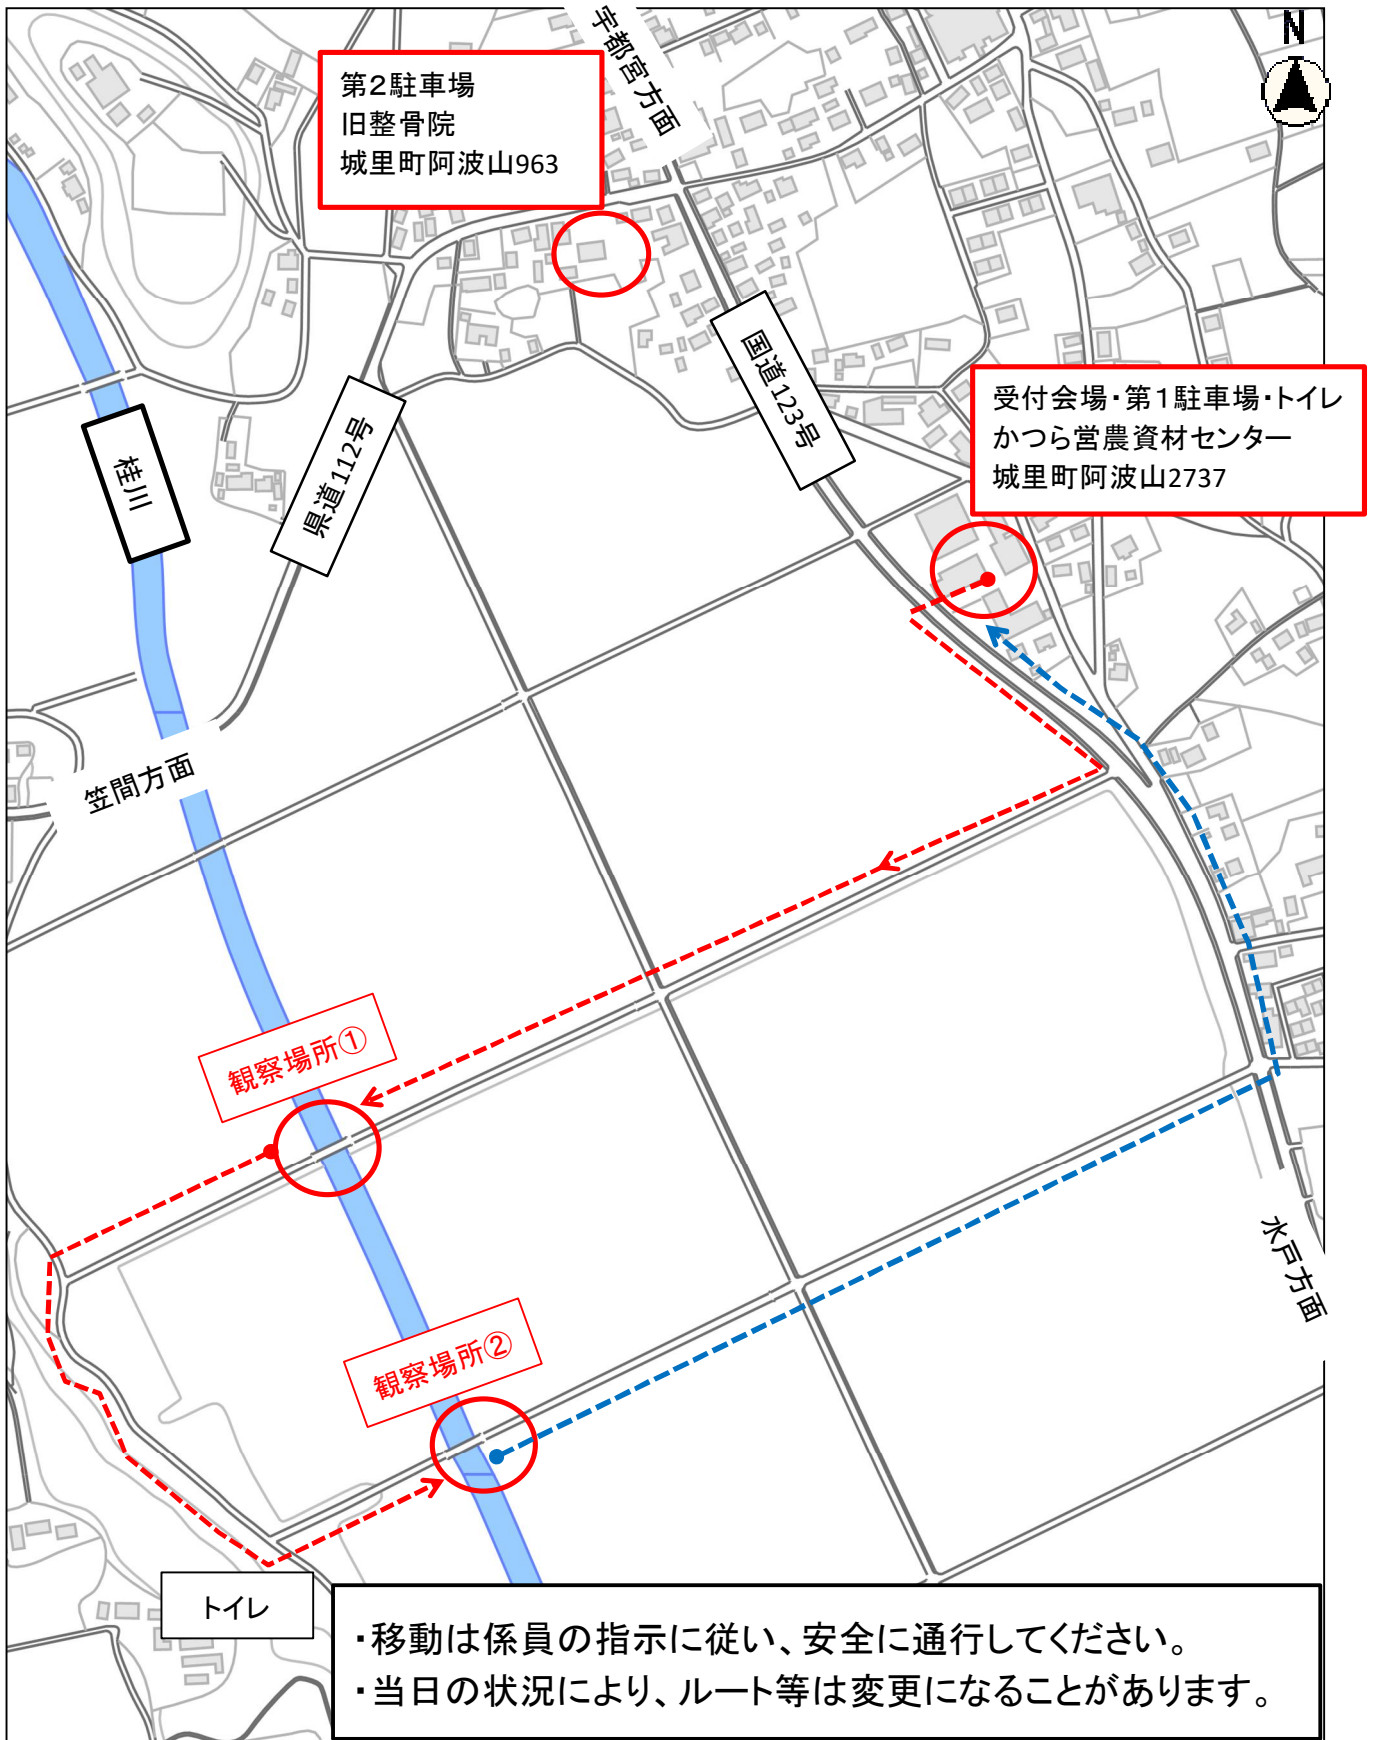 宇都宮方面
N
第2駐車場
旧整骨院
城里町阿波山963
国道123号
受付会場・第1駐車場・トイレ
かつら営農資材センター
城里町阿波山2737
桂川
県道112号
笠間方面
観察場所①
水戸方面
観察場所②
トイレ
・移動は係員の指示に従い、安全に通行してください。
・当日の状況により、ルート等は変更になることがあります。